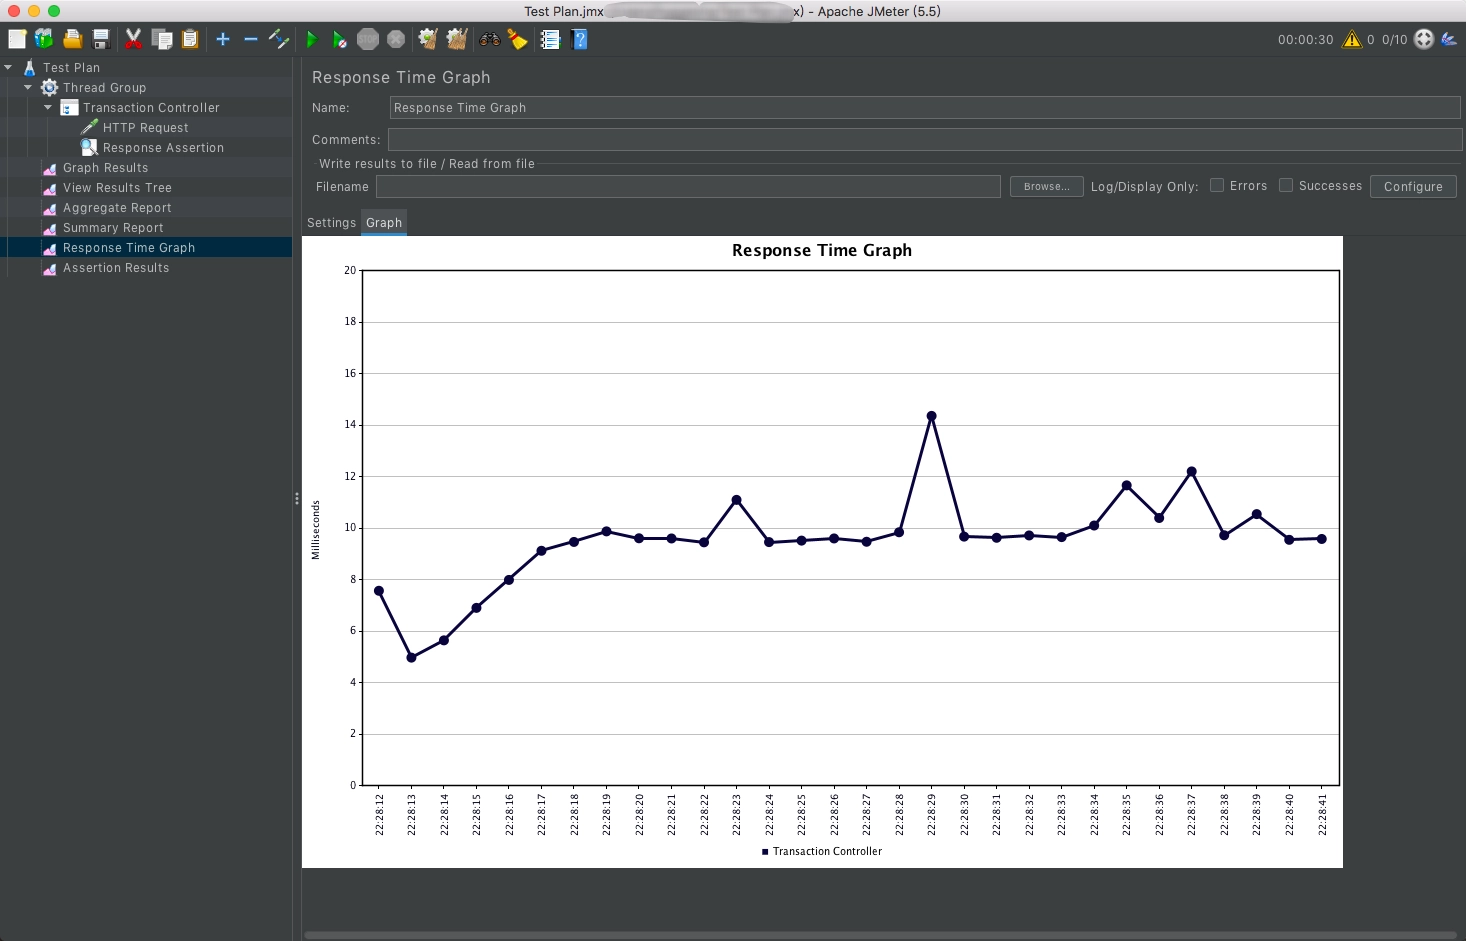 Test Plan.jmx x) - Apache JMeter (5.5)
STOP
00:00:30 0 0/10
Test Plan
Thread Group
Transaction Controller
HTTP Request
Response Assertion
Graph Results
View Results Tree
Aggregate Report
Summary Report
Response Time Graph
Assertion Results
Response Time Graph
Name: Response Time Graph
Comments:
Write results to file / Read from file
Filename Browse... Log/Display Only: Errors Successes Configure
Settings Graph
Response Time Graph
20
18
16
14
12
10
8
6
4
2
0
Milliseconds
22:28:12
22:28:13
22:28:14
22:28:15
22:28:16
22:28:17
22:28:18
22:28:19
22:28:20
22:28:21
22:28:22
22:28:23
22:28:24
22:28:25
22:28:26
22:28:27
22:28:28
22:28:29
22:28:30
22:28:31
22:28:32
22:28:33
22:28:34
22:28:35
22:28:36
22:28:37
22:28:38
22:28:39
22:28:40
22:28:41
Transaction Controller